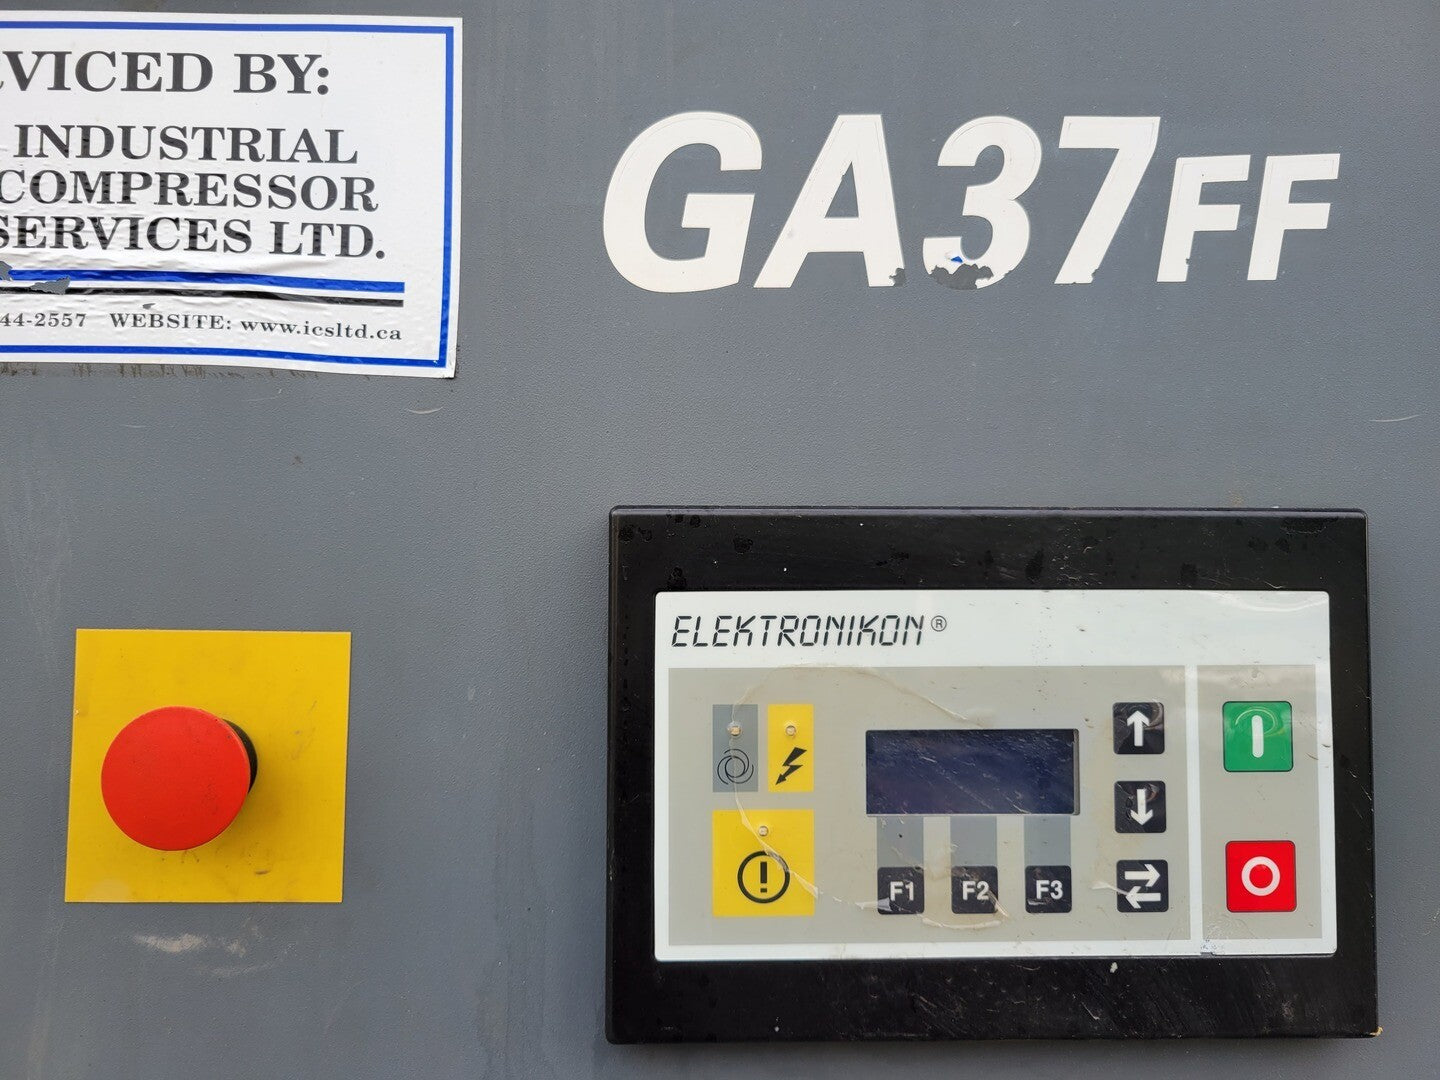 VICED BY:
INDUSTRIAL
COMPRESSOR
SERVICES LTD.
44-2557 WEBSITE: www.icsltd.ca
GA37FF
ELEKTRONIKON®
F1 F2 F3